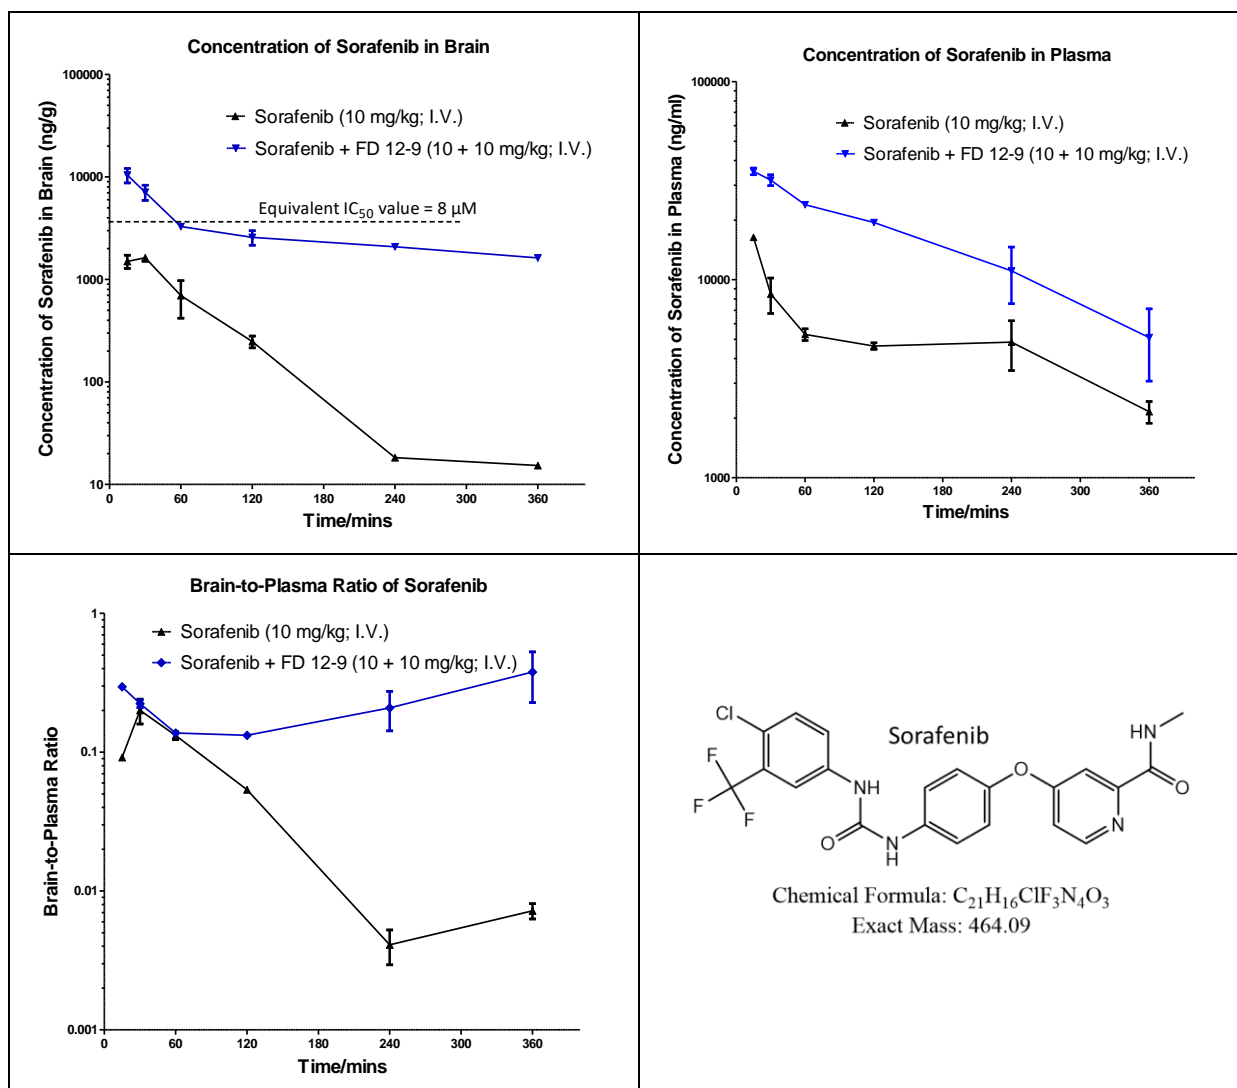 Concentration of Sorafenib in Brain
Concentration of Sorafenib in Brain (ng/g)
100000
10000
1000
100
10
Sorafenib (10 mg/kg; I.V.)
Sorafenib + FD 12-9 (10 + 10 mg/kg; I.V.)
Equivalent IC50 value = 8 µM
0 60 120 180 240 300 360
Time/mins
Concentration of Sorafenib in Plasma
Concentration of Sorafenib in Plasma (ng/ml)
100000
10000
1000
Sorafenib (10 mg/kg; I.V.)
Sorafenib + FD 12-9 (10 + 10 mg/kg; I.V.)
0 60 120 180 240 300 360
Time/mins
Brain-to-Plasma Ratio of Sorafenib
Brain-to-Plasma Ratio
1
0.1
0.01
0.001
Sorafenib (10 mg/kg; I.V.)
Sorafenib + FD 12-9 (10 + 10 mg/kg; I.V.)
0 60 120 180 240 300 360
Time/mins
Sorafenib
Cl
F
F
F
NH
O
N
H
O
N
HN
O
Chemical Formula: C21H16ClF3N4O3
Exact Mass: 464.09